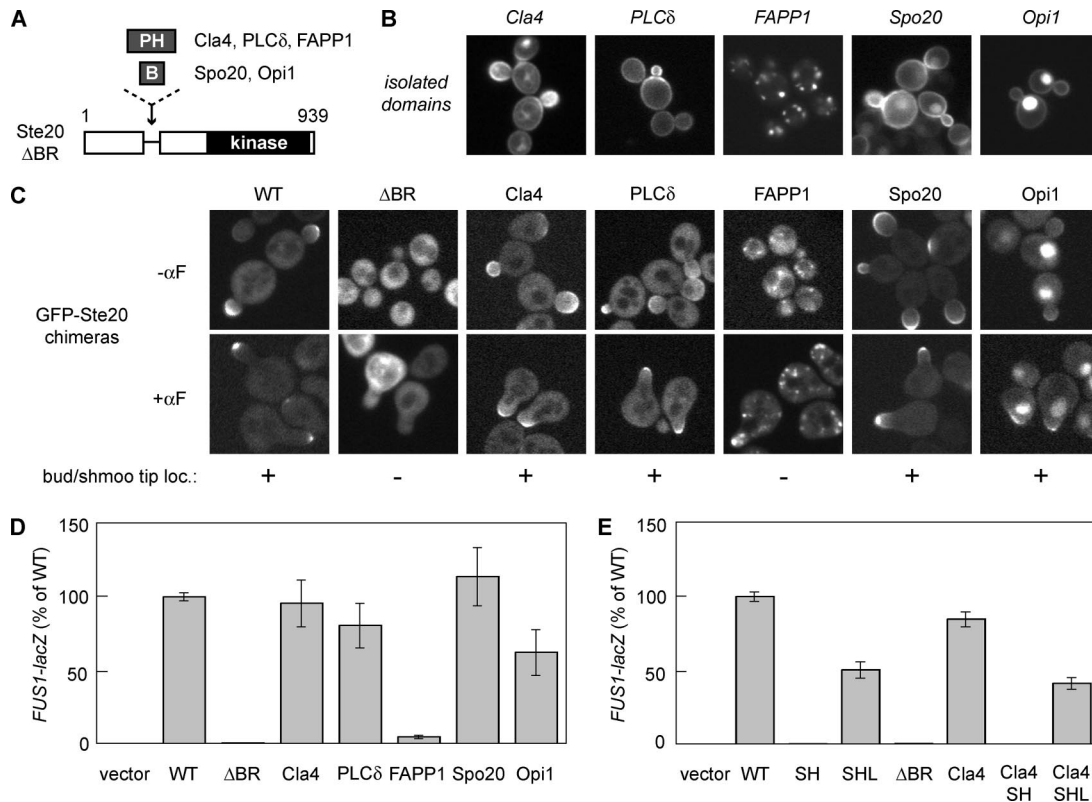 A
PH Cla4, PLCδ, FAPP1
B Spo20, Opi1
1 939
Ste20 ΔBR kinase
B
Cla4 PLCδ FAPP1 Spo20 Opi1
isolated domains
C
WT ΔBR Cla4 PLCδ FAPP1 Spo20 Opi1
-αF
GFP-Ste20 chimeras
+αF
bud/shmoo tip loc.: + - + + - + +
D
FUS1-lacZ (% of WT)
150
100
50
0
vector WT ΔBR Cla4 PLCδ FAPP1 Spo20 Opi1
E
FUS1-lacZ (% of WT)
150
100
50
0
vector WT SH SHL ΔBR Cla4 Cla4 SH Cla4 SHL